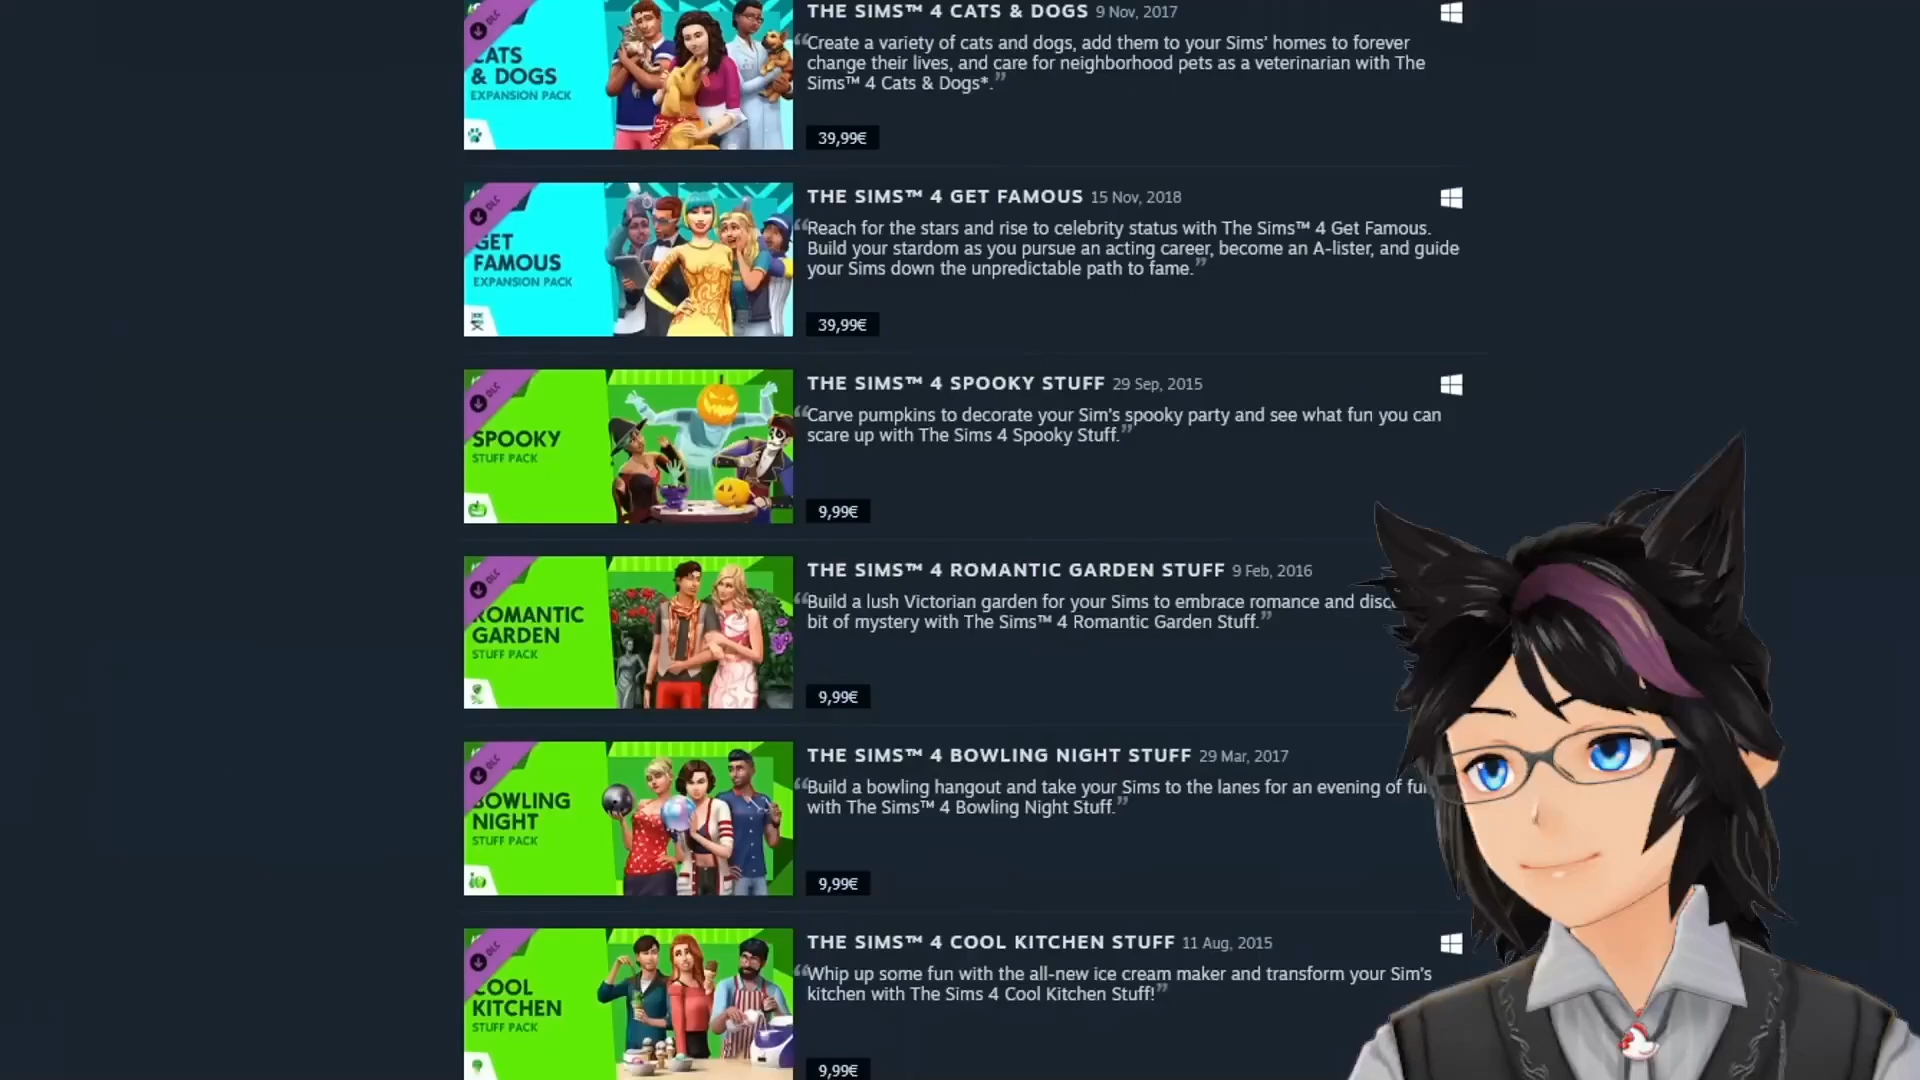 DLC
CATS
& DOGS
EXPANSION PACK
THE SIMS™ 4 CATS & DOGS 9 Nov, 2017
“Create a variety of cats and dogs, add them to your Sims' homes to forever
change their lives, and care for neighborhood pets as a veterinarian with The
Sims™ 4 Cats & Dogs*.”
39,99€
DLC
GET
FAMOUS
EXPANSION PACK
THE SIMS™ 4 GET FAMOUS 15 Nov, 2018
“Reach for the stars and rise to celebrity status with The Sims™ 4 Get Famous.
Build your stardom as you pursue an acting career, become an A-lister, and guide
your Sims down the unpredictable path to fame.”
39,99€
DLC
SPOOKY
STUFF PACK
THE SIMS™ 4 SPOOKY STUFF 29 Sep, 2015
“Carve pumpkins to decorate your Sim's spooky party and see what fun you can
scare up with The Sims 4 Spooky Stuff.”
9,99€
DLC
ROMANTIC
GARDEN
STUFF PACK
THE SIMS™ 4 ROMANTIC GARDEN STUFF 9 Feb, 2016
“Build a lush Victorian garden for your Sims to embrace romance and
bit of mystery with The Sims™ 4 Romantic Garden Stuff.”
9,99€
DLC
BOWLING
NIGHT
STUFF PACK
THE SIMS™ 4 BOWLING NIGHT STUFF 29 Mar, 2017
“Build a bowling hangout and take your Sims to the lanes for an evening of fun
with The Sims™ 4 Bowling Night Stuff.”
9,99€
DLC
COOL
KITCHEN
STUFF PACK
THE SIMS™ 4 COOL KITCHEN STUFF 11 Aug, 2015
“Whip up some fun with the all-new ice cream maker and transform your Sim's
kitchen with The Sims 4 Cool Kitchen Stuff!”
9,99€